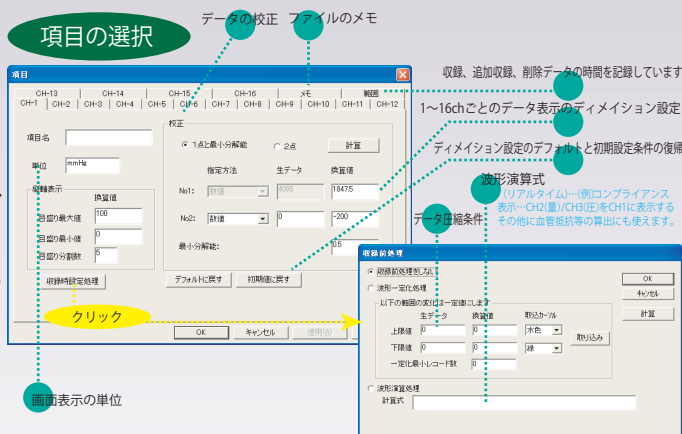 データの校正
ファイルのメモ
項目の選択
項目
収録、追加収録、削除データの時間を記録しています
CH-13 CH-14 CH-15 CH-16 メモ 範囲
CH-1 CH-2 CH-3 CH-4 CH-5 CH-6 CH-7 CH-8 CH-9 CH-10 CH-11 CH-12
1～16chごとのデータ表示のディメイション設定
校正
項目名
1点と最小分解能 2点 計算
ディメイション設定のデフォルトと初期設定条件の復帰
単位 mmHg
指定方法 生データ 換算値
波形演算式
(リアルタイム)…(例)コンプライアンス
表示…CH2(量)/CH3(圧)をCH1に表示する
その他に血管抵抗等の算出にも使えます。
No1: 数値 4095 1847.5
縦軸表示
換算値
目盛り最大値 100
No2: 数値 0 -200
データ圧縮条件
目盛り最小値 0
最小分解能: 0.5
目盛り分割数 5
収録前処理
収録時設定処理
デフォルトに戻す 初期値に戻す
収録前処理をしない
OK
波形一定化処理
キャンセル
以下の範囲の変化は一定値にします
計算
クリック
生データ 換算値 取込カーソル
OK キャンセル 適用(A)
上限値 0 0 水色
取り込み
下限値 0 0 緑
一定化最小レコード数 0
波形演算処理
計算式
画面表示の単位